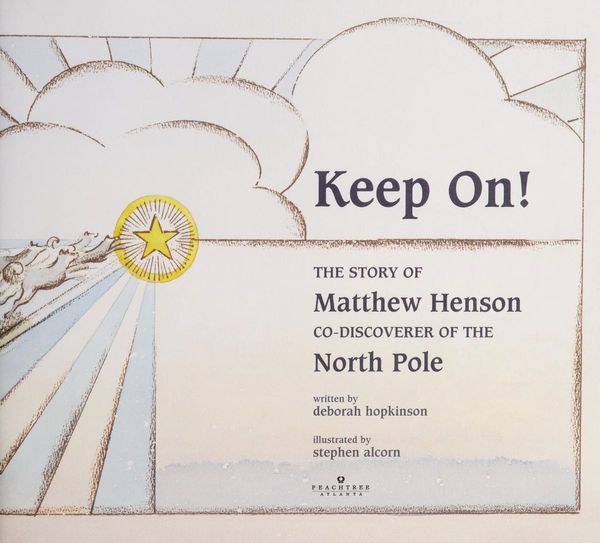 Keep On!
THE STORY OF
Matthew Henson
CO-DISCOVERER OF THE
North Pole
written by
deborah hopkinson
illustrated by
stephen alcorn
PEACHTREE
ATLANTA